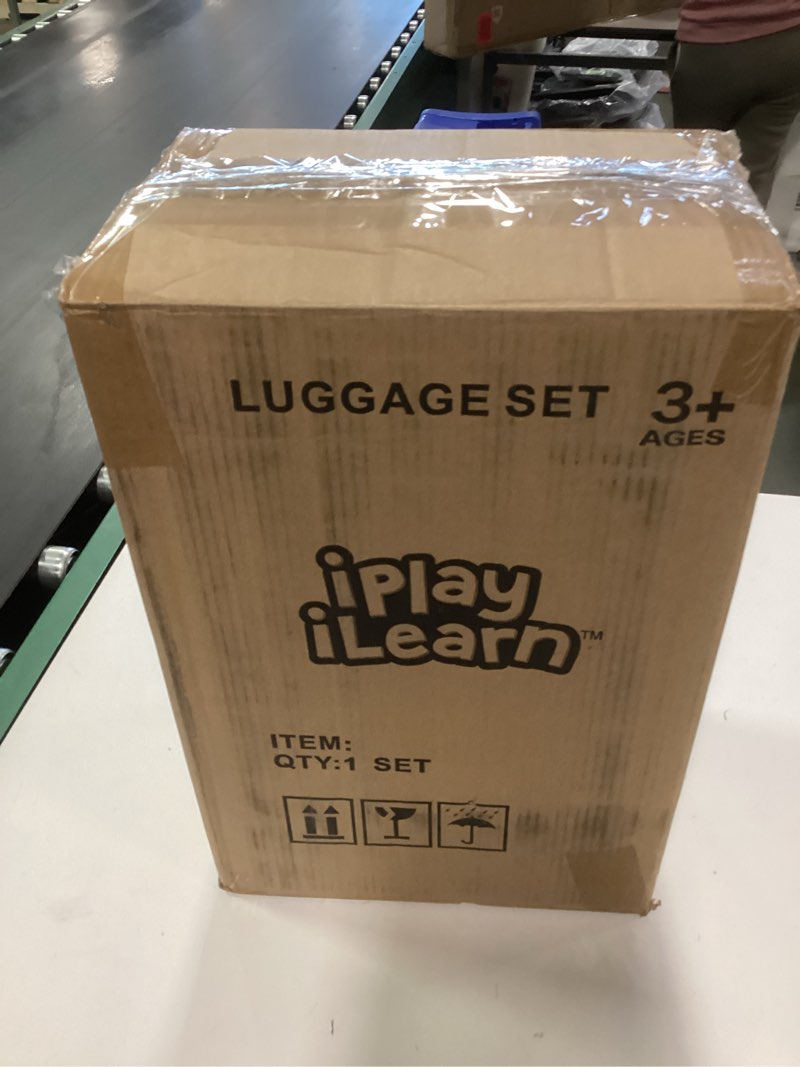 LUGGAGE SET 3+
AGES
iPlay
iLearn™
ITEM:
QTY:1 SET